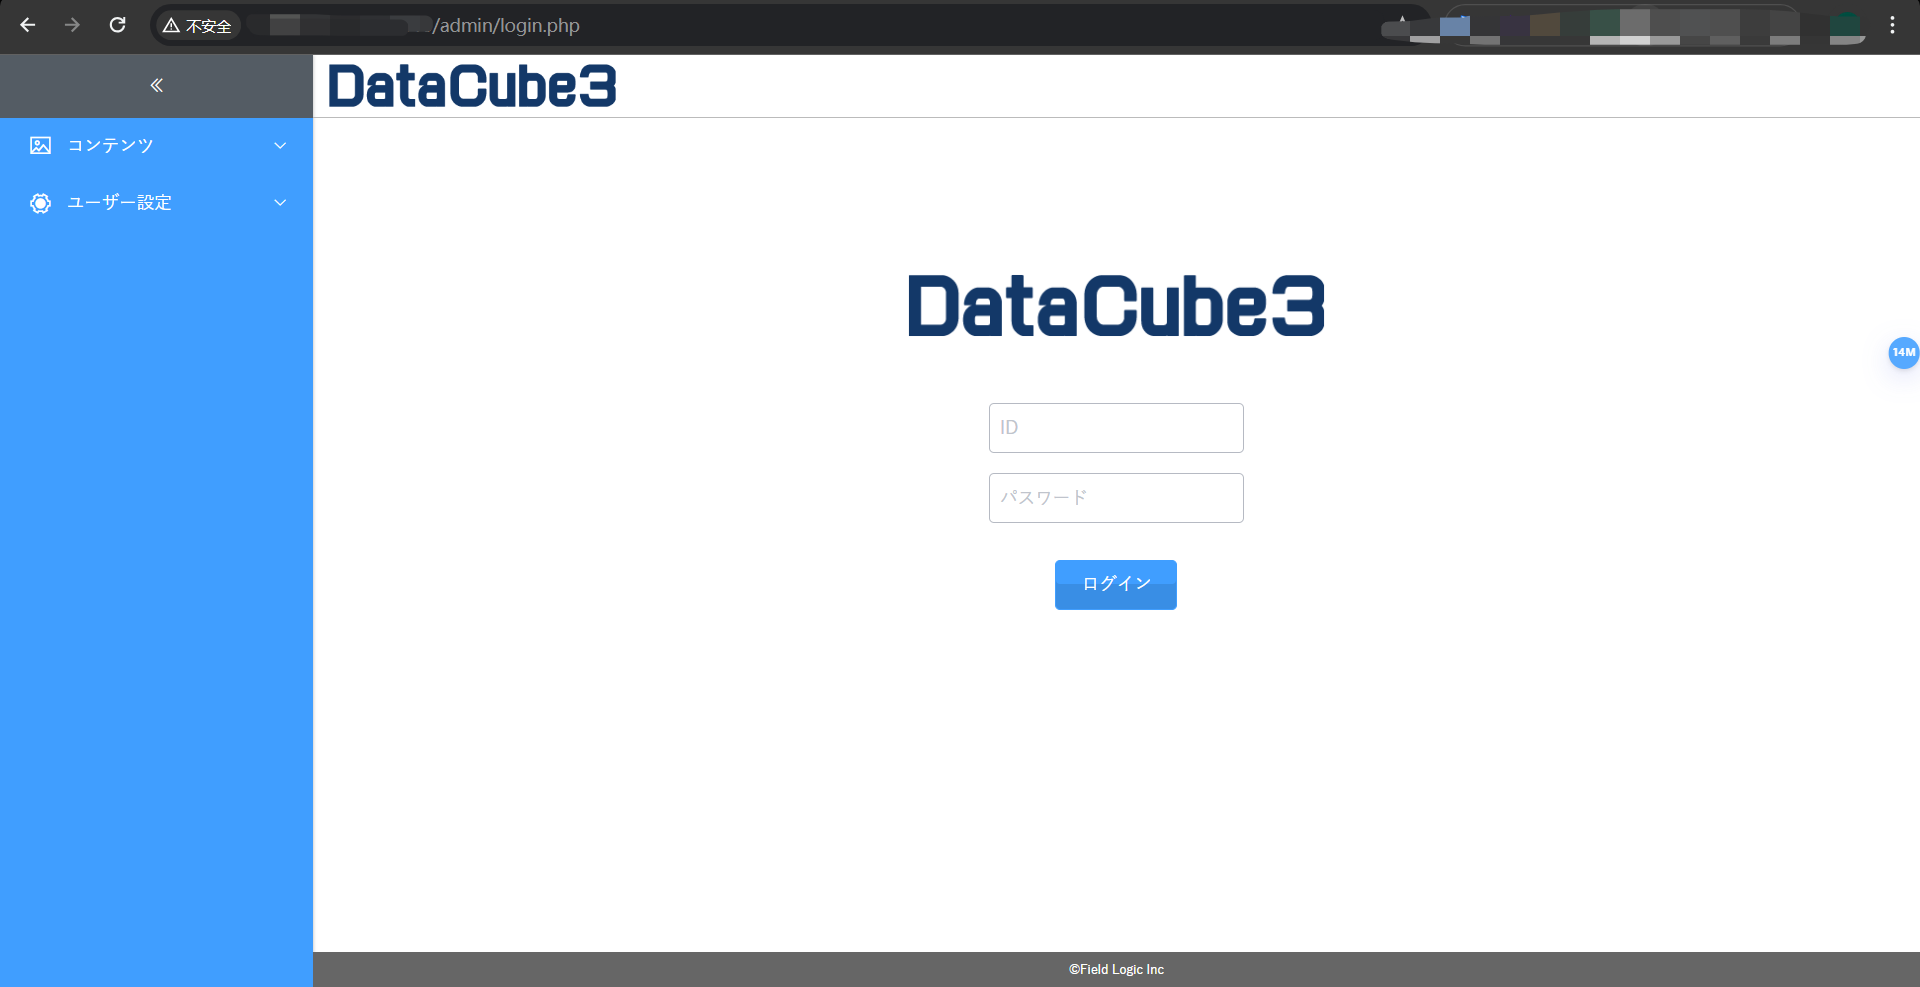 不安全
/admin/login.php
DataCube3
コンテンツ
ユーザー設定
DataCube3
ID
パスワード
ログイン
14M
©Field Logic Inc